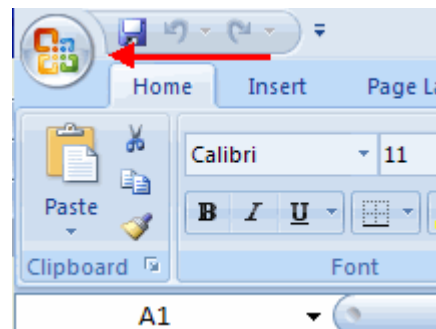 Home Insert Page La
Calibri 11
Paste B I U
Clipboard Font
A1